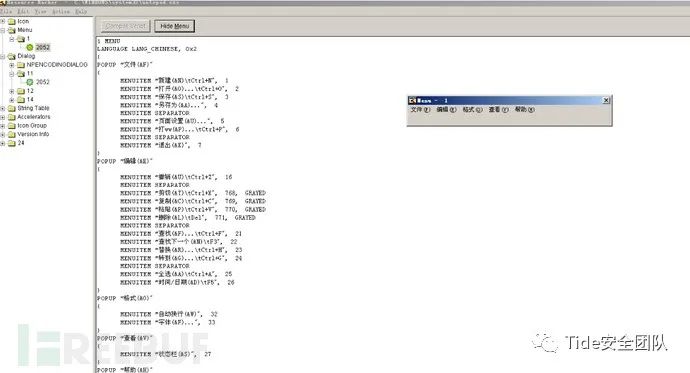 Resource Hacker - C:\WINDOWS\system32\notepad.exe
File Edit View Action Help
Icon
Menu
1
2052
Dialog
NPENCODINGDIALOG
11
2052
12
14
String Table
Accelerators
Icon Group
Version Info
24
Compile Script
Hide Menu
1 MENU
LANGUAGE LANG_CHINESE, 0x2
{
POPUP "文件(&F)"
{
MENUITEM "新建(&N)\tCtrl+N", 1
MENUITEM "打开(&O)...\tCtrl+O", 2
MENUITEM "保存(&S)\tCtrl+S", 3
MENUITEM "另存为(&A)...", 4
MENUITEM SEPARATOR
MENUITEM "页面设置(&U)...", 5
MENUITEM "打ww(&P)...\tCtrl+P", 6
MENUITEM SEPARATOR
MENUITEM "退出(&X)", 7
}
POPUP "编辑(&E)"
{
MENUITEM "撤销(&U)\tCtrl+Z", 16
MENUITEM SEPARATOR
MENUITEM "剪切(&T)\tCtrl+X", 768, GRAYED
MENUITEM "复制(&C)\tCtrl+C", 769, GRAYED
MENUITEM "粘贴(&P)\tCtrl+V", 770, GRAYED
MENUITEM "删除(&L)\tDel", 771, GRAYED
MENUITEM SEPARATOR
MENUITEM "查找(&F)...\tCtrl+F", 21
MENUITEM "查找下一个(&N)\tF3", 22
MENUITEM "替换(&R)...\tCtrl+H", 23
MENUITEM "转到(&G)...\tCtrl+G", 24
MENUITEM SEPARATOR
MENUITEM "全选(&A)\tCtrl+A", 25
MENUITEM "时间/日期(&D)\tF5", 26
}
POPUP "格式(&O)"
{
MENUITEM "自动换行(&W)", 32
MENUITEM "字体(&F)...", 33
}
POPUP "查看(&V)"
{
MENUITEM "状态栏(&S)", 27
}
POPUP "帮助(&H)"
Menu - 1
文件(F) 编辑(E) 格式(O) 查看(V) 帮助(H)
FREEBUF
Tide安全团队